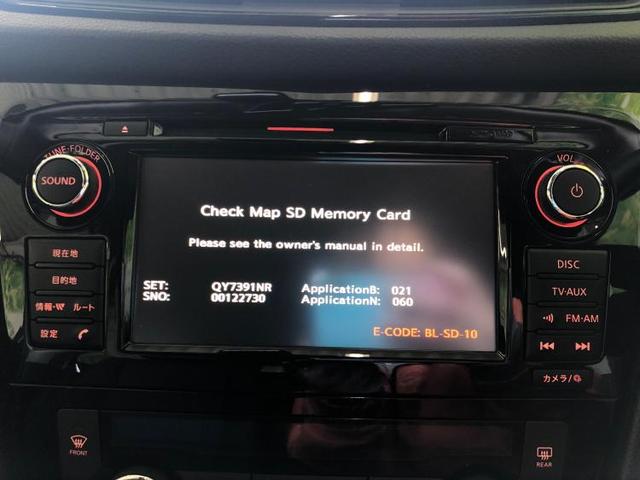 TUNE·FOLDER
SOUND
現在地
目的地
情報・VI ルート
設定
Check Map SD Memory Card
Please see the owner's manual in detail.
SET: QY7391NR ApplicationB: 021
SNO: 00122730 ApplicationN: 060
E-CODE: BL-SD-10
VOL
DISC
TV·AUX
FM·AM
カメラ/
FRONT
REAR